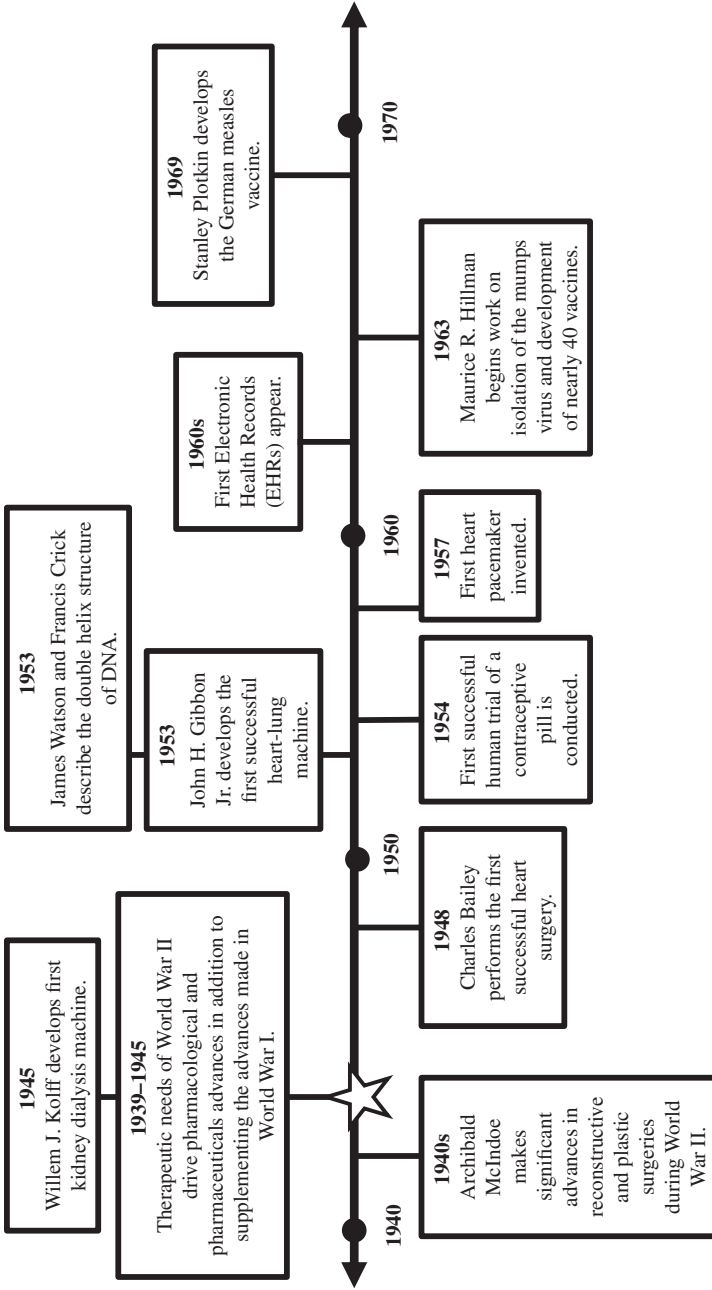 1945
Willem J. Kolff develops first
kidney dialysis machine.
1939–1945
Therapeutic needs of World War II
drive pharmacological and
pharmaceuticals advances in addition to
supplementing the advances made in
World War I.
1953
James Watson and Francis Crick
describe the double helix structure
of DNA.
1953
John H. Gibbon
Jr. develops the
first successful
heart-lung
machine.
1960s
First Electronic
Health Records
(EHRs) appear.
1969
Stanley Plotkin develops
the German measles
vaccine.
1940
1950
1960
1970
1940s
Archibald
McIndoe
makes
significant
advances in
reconstructive
and plastic
surgeries
during World
War II.
1948
Charles Bailey
performs the first
successful heart
surgery.
1954
First successful
human trial of a
contraceptive
pill is
conducted.
1957
First heart
pacemaker
invented.
1963
Maurice R. Hillman
begins work on
isolation of the mumps
virus and development
of nearly 40 vaccines.